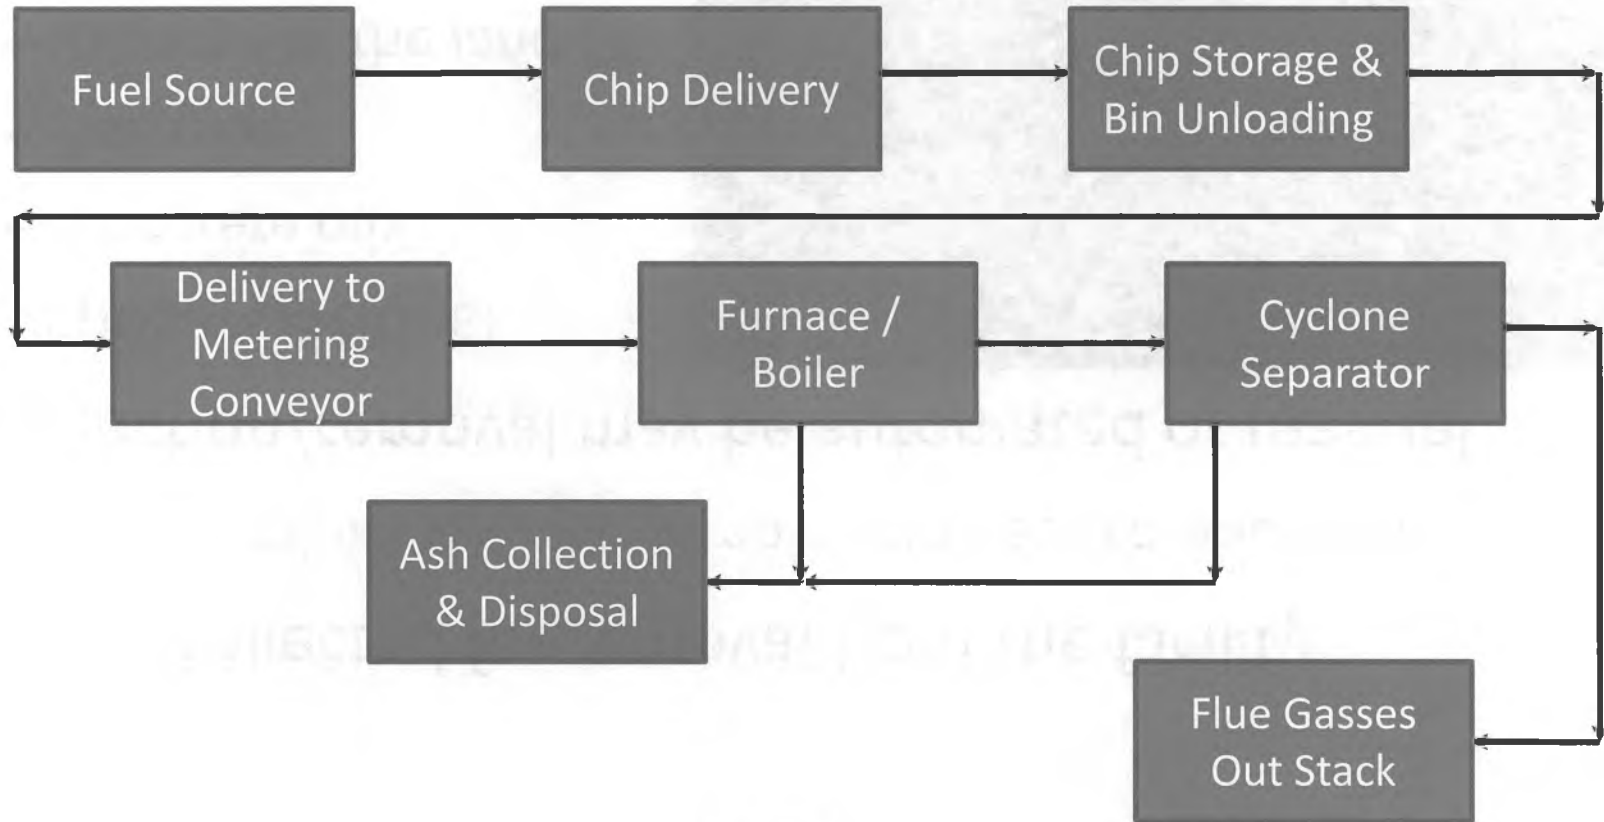 Fuel Source
Chip Delivery
Chip Storage &
Bin Unloading
Delivery to
Metering
Conveyor
Furnace /
Boiler
Cyclone
Separator
Ash Collection
& Disposal
Flue Gasses
Out Stack